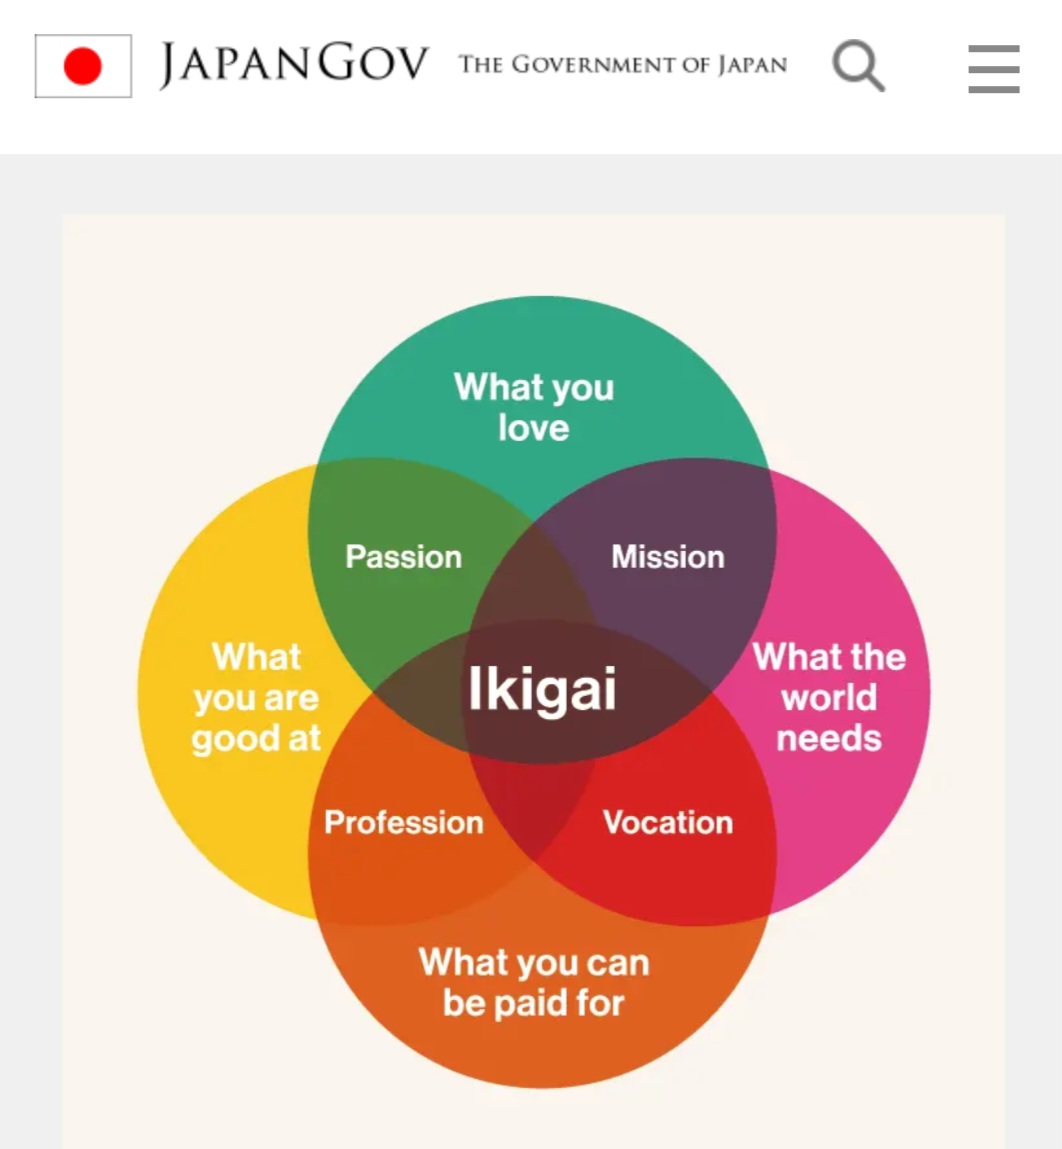 JAPANGOV THE GOVERNMENT OF JAPAN
What you
love
Passion
Mission
What
you are
good at
Ikigai
What the
world
needs
Profession
Vocation
What you can
be paid for